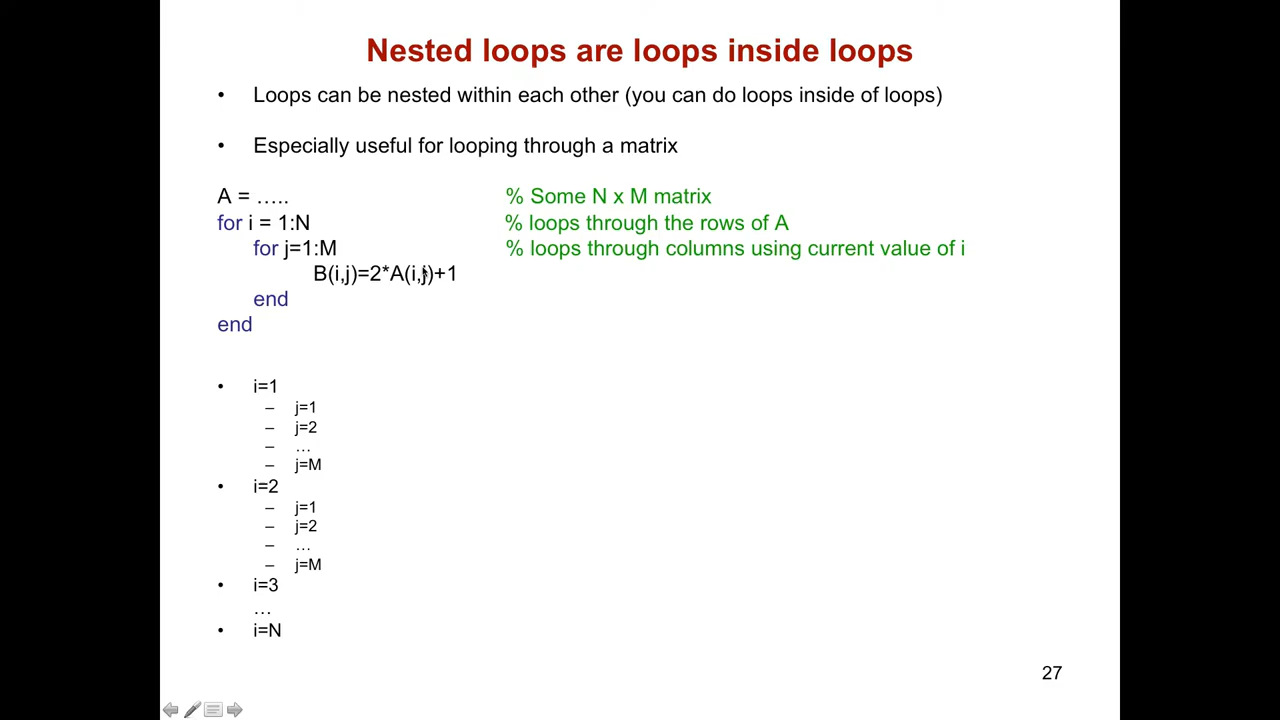 Nested loops are loops inside loops
• Loops can be nested within each other (you can do loops inside of loops)
• Especially useful for looping through a matrix
A = ….. % Some N x M matrix
for i = 1:N % loops through the rows of A
for j=1:M % loops through columns using current value of i
B(i,j)=2*A(i,j)+1
end
end
• i=1
– j=1
– j=2
– …
– j=M
• i=2
– j=1
– j=2
– …
– j=M
• i=3
…
• i=N
27